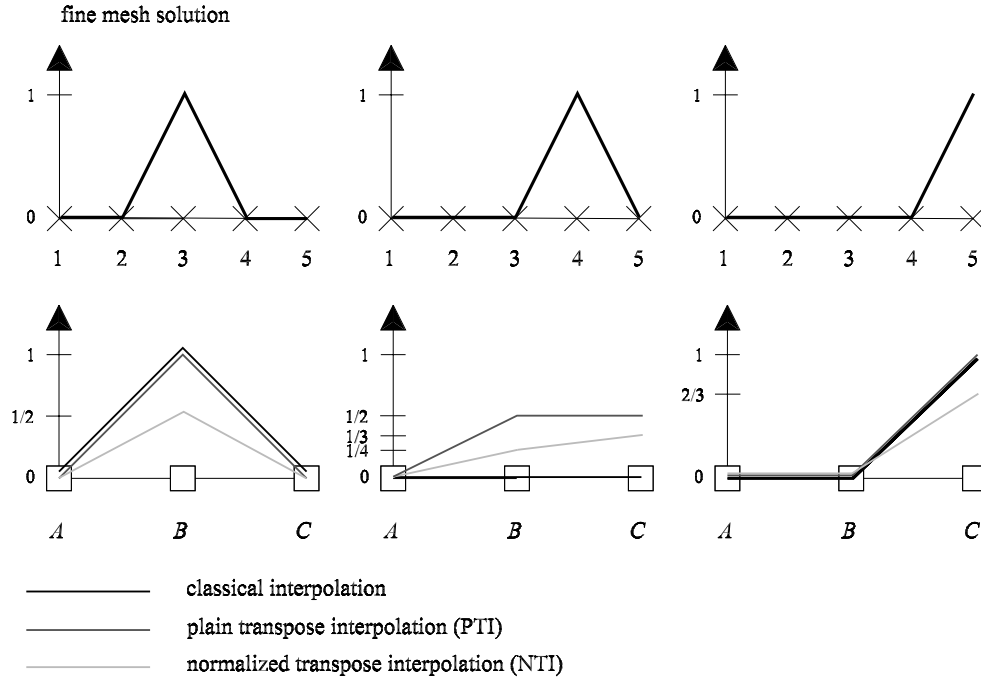 fine mesh solution
1 1 1
0 0 0
1 2 3 4 5 1 2 3 4 5 1 2 3 4 5
1 1 1
2/3
1/2 1/2
1/3
1/4
0 0 0
A B C A B C A B C
classical interpolation
plain transpose interpolation (PTI)
normalized transpose interpolation (NTI)